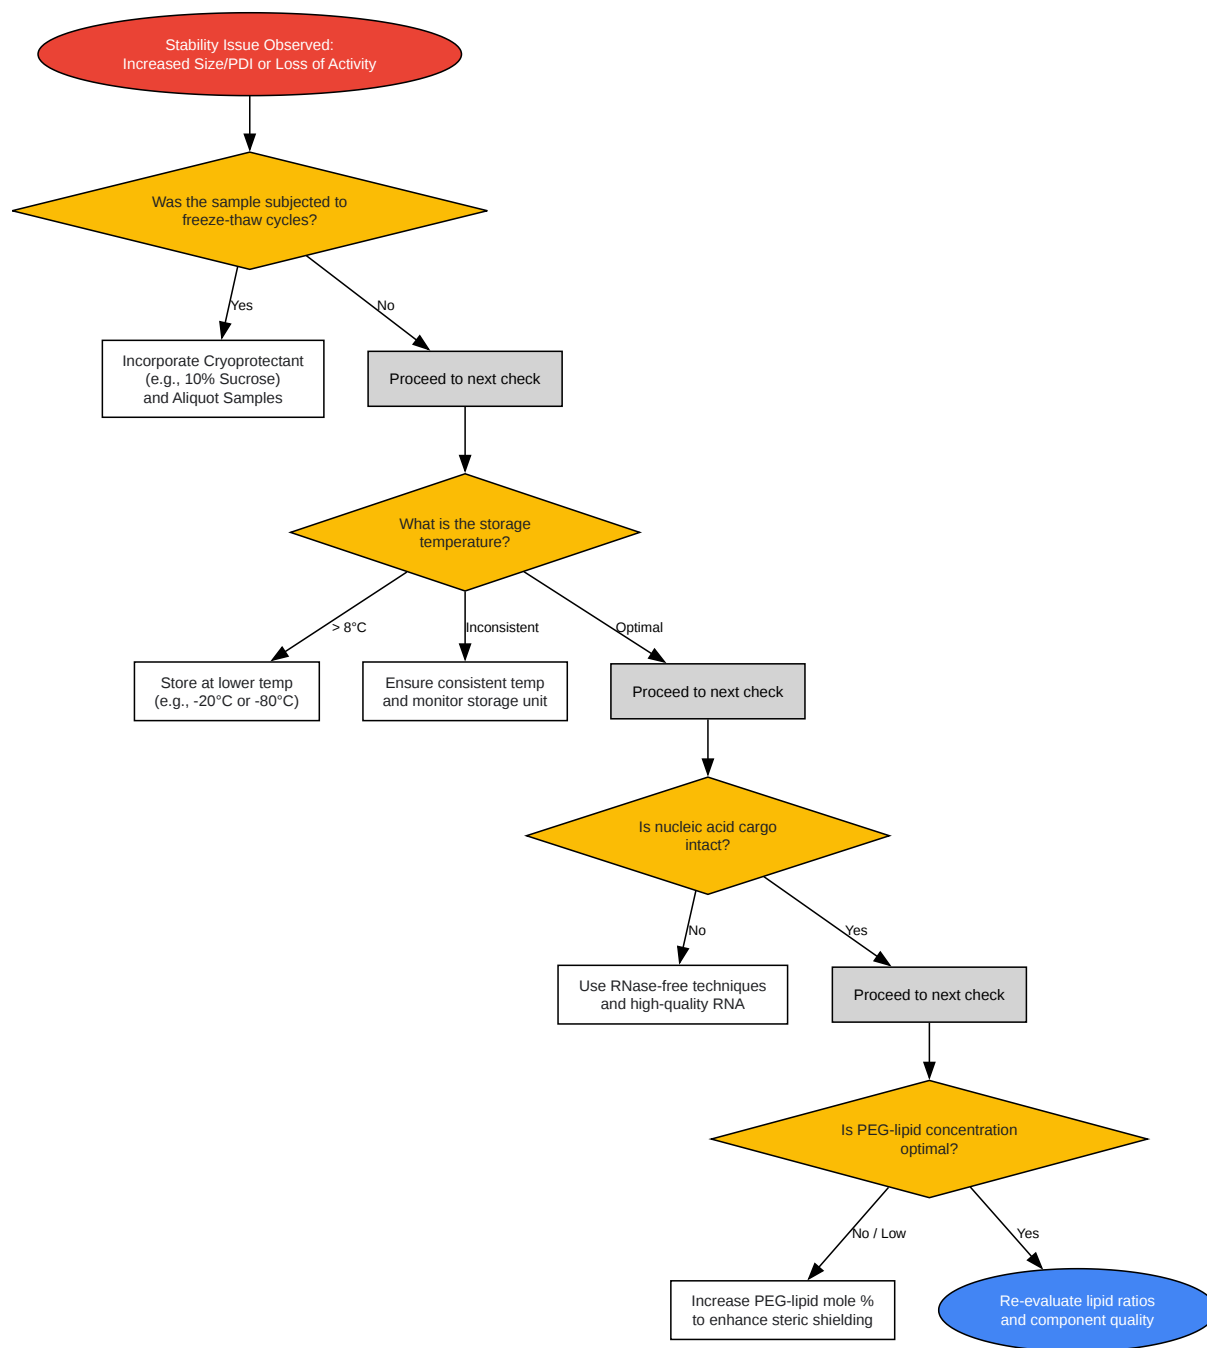 Stability Issue Observed:
Increased Size/PDI or Loss of Activity
Was the sample subjected to
freeze-thaw cycles?
Yes
No
Incorporate Cryoprotectant
(e.g., 10% Sucrose)
and Aliquot Samples
Proceed to next check
What is the storage
temperature?
> 8°C
Inconsistent
Optimal
Store at lower temp
(e.g., -20°C or -80°C)
Ensure consistent temp
and monitor storage unit
Proceed to next check
Is nucleic acid cargo
intact?
No
Yes
Use RNase-free techniques
and high-quality RNA
Proceed to next check
Is PEG-lipid concentration
optimal?
No / Low
Yes
Increase PEG-lipid mole %
to enhance steric shielding
Re-evaluate lipid ratios
and component quality